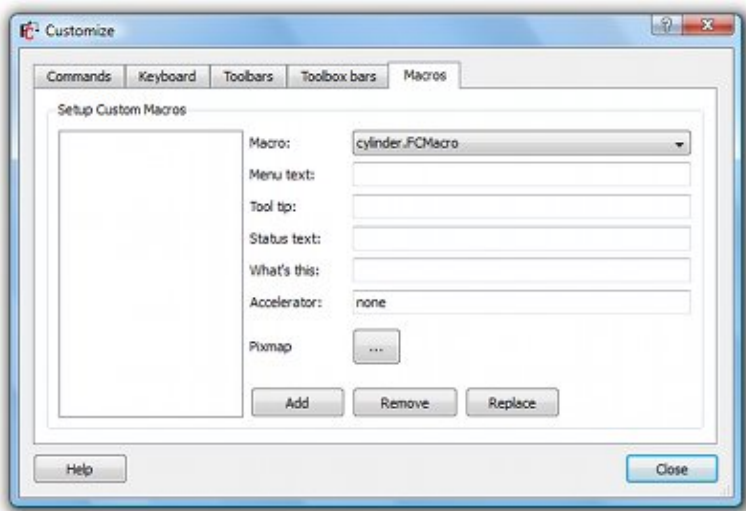 Customize
Commands Keyboard Toolbars Toolbox bars Macros
Setup Custom Macros
Macro: cylinder.FCMacro
Menu text:
Tool tip:
Status text:
What's this:
Accelerator: none
Pixmap ...
Add Remove Replace
Help Close